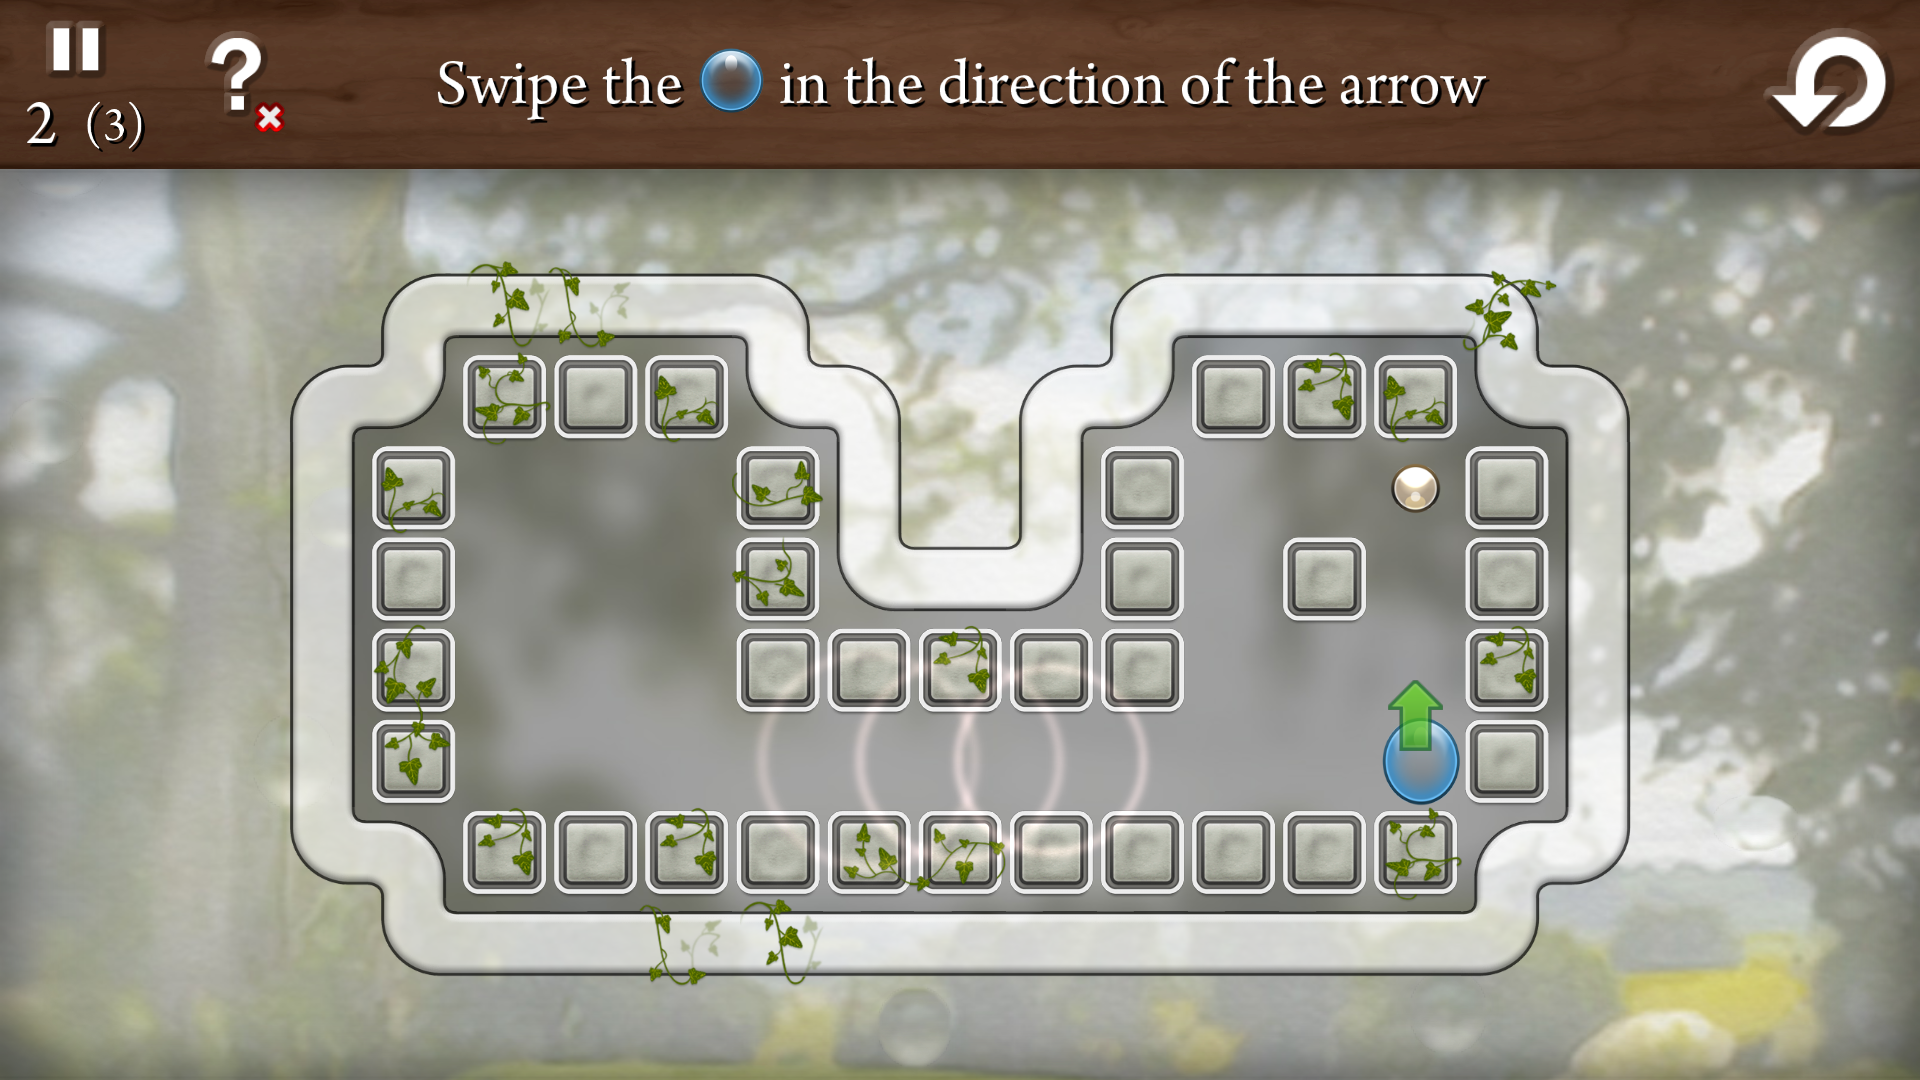 Swipe the in the direction of the arrow
?
2 (3)